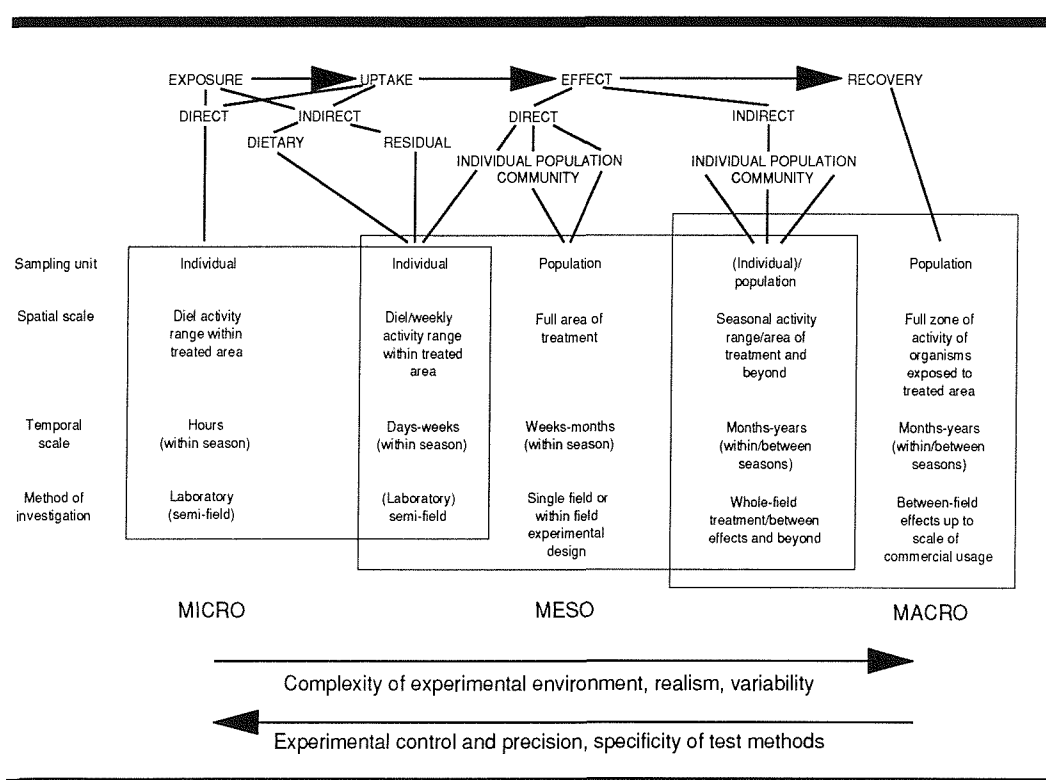 EXPOSURE UPTAKE EFFECT RECOVERY
DIRECT INDIRECT DIRECT INDIRECT
DIETARY RESIDUAL
INDIVIDUAL POPULATION
COMMUNITY
INDIVIDUAL POPULATION
COMMUNITY
Sampling unit
Individual
Individual
Population
(Individual)/
population
Population
Spatial scale
Diel activity
range within
treated area
Diel/weekly
activity range
within treated
area
Full area of
treatment
Seasonal activity
range/area of
treatment and
beyond
Full zone of
activity of
organisms
exposed to
treated area
Temporal
scale
Hours
(within season)
Days-weeks
(within season)
Weeks-months
(within season)
Months-years
(within/between
seasons)
Months-years
(within/between
seasons)
Method of
investigation
Laboratory
(semi-field)
(Laboratory)
semi-field
Single field or
within field
experimental
design
Whole-field
treatment/between
effects and beyond
Between-field
effects up to
scale of
commercial usage
MICRO MESO MACRO
Complexity of experimental environment, realism, variability
Experimental control and precision, specificity of test methods